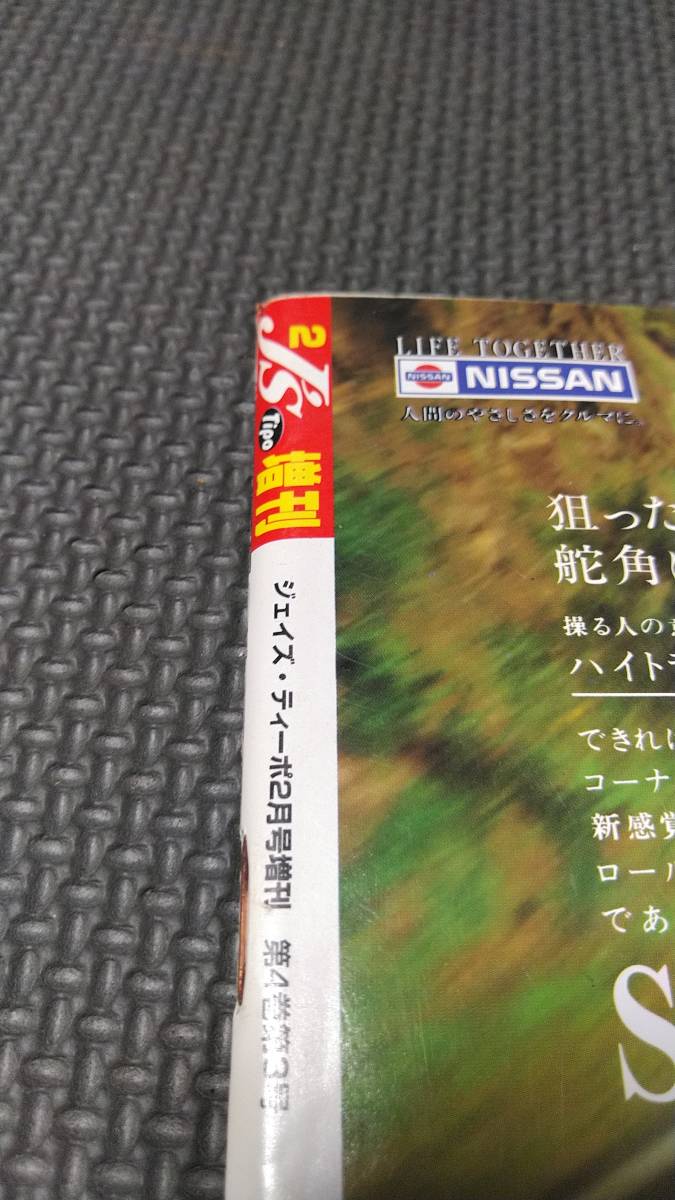 2
J's
Tipo
増刊
ジェイズ・ティーポ2月号増刊 第4巻第3号
LIFE TOGETHER
NISSAN
NISSAN
人間のやさしさをクルマに。
狙った
舵角
操る人の
ハイト
できれ
コーナ
新感覚
ロール
であ
S